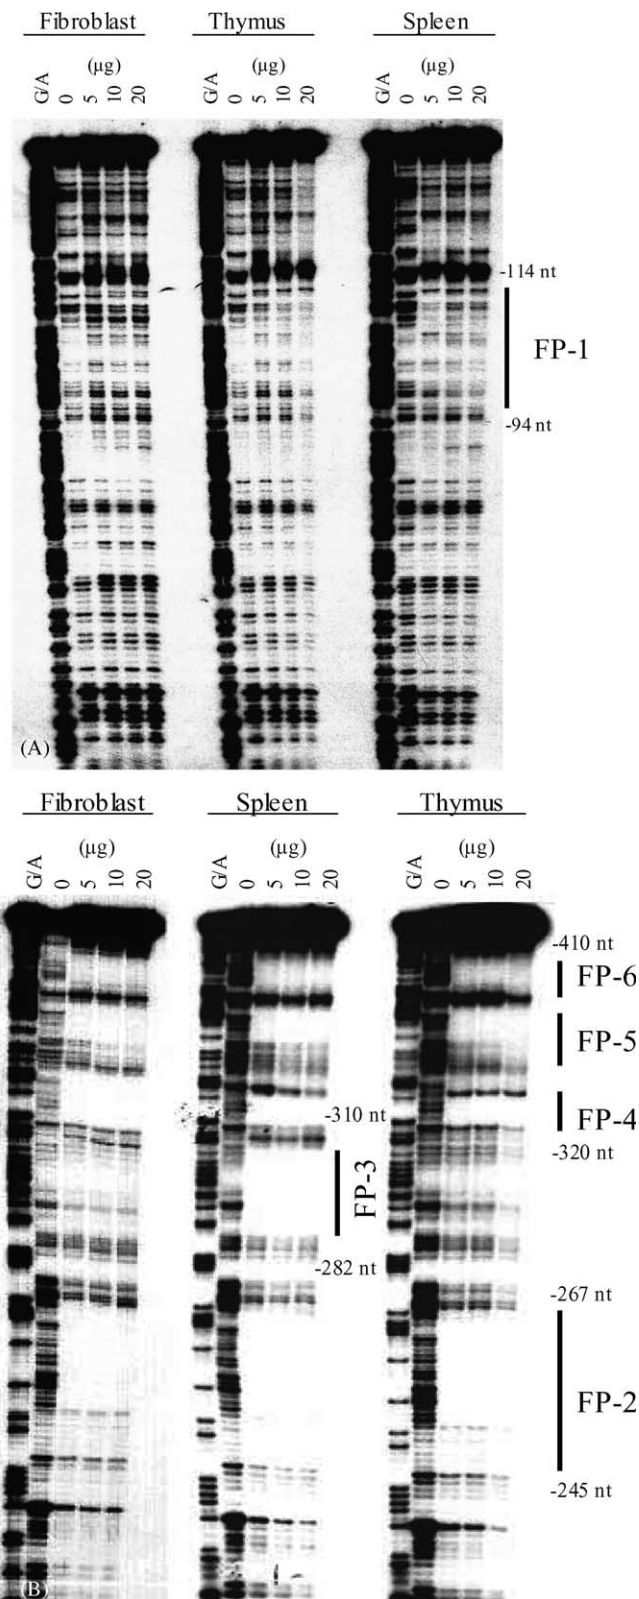 Fibroblast Thymus Spleen
(µg) (µg) (µg)
G/A 0 5 10 20 G/A 0 5 10 20 G/A 0 5 10 20
-114 nt
FP-1
-94 nt
(A)
Fibroblast Spleen Thymus
(µg) (µg) (µg)
G/A 0 5 10 20 G/A 0 5 10 20 G/A 0 5 10 20
-410 nt
FP-6
FP-5
FP-4
-310 nt
-320 nt
FP-3
-282 nt
-267 nt
FP-2
-245 nt
(B)